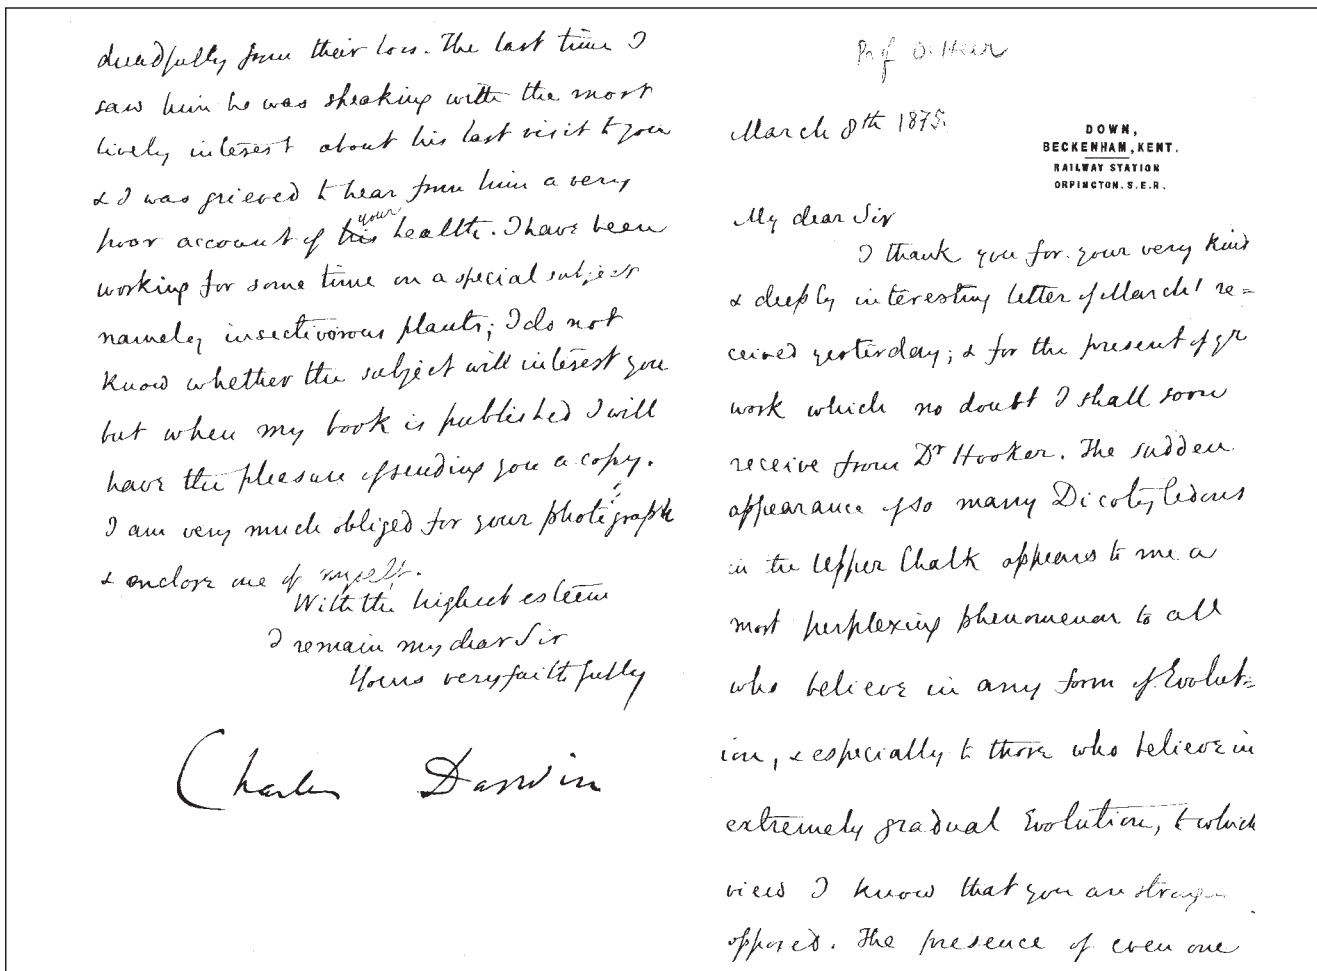 dreadfully from their loss. The last time I
saw him he was speaking with the most
lively interest about his last visit to you
& I was grieved to hear from him a very
poor account of his your health. I have been
working for some time on a special subject
namely insectivorous plants; I do not
know whether the subject will interest you
but when my book is published I will
have the pleasure of sending you a copy.
I am very much obliged for your photograph
& enclose one of myself.
With the highest esteem
I remain my dear Sir
Yours very faithfully
Charles Darwin
Prof O. Heer
March 8th 1875.
DOWN,
BECKENHAM, KENT.
RAILWAY STATION
ORPINGTON. S.E.R.
My dear Sir
I thank you for your very kind
& deeply interesting letter of March 1 re=
ceived yesterday; & for the present of yr
work which no doubt I shall soon
receive from Dr Hooker. The sudden
appearance of so many Dicotyledons
in the Upper Chalk appears to me a
most perplexing phenomenon to all
who believe in any form of Evolut=
ion, & especially to those who believe in
extremely gradual Evolution, to which
view I know that you are strongly
opposed. The presence of even one